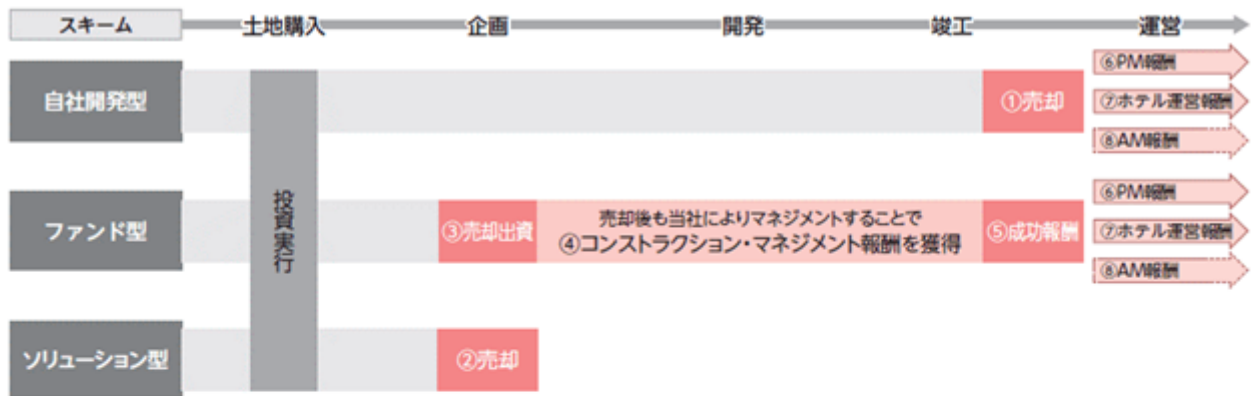 スキーム 土地購入 企画 開発 竣工 運営
自社開発型
①売却
⑥PM報酬
⑦ホテル運営報酬
⑧AM報酬
投資実行
ファンド型
③売却出資
売却後も当社によりマネジメントすることで
④コンストラクション・マネジメント報酬を獲得
⑤成功報酬
⑥PM報酬
⑦ホテル運営報酬
⑧AM報酬
ソリューション型
②売却